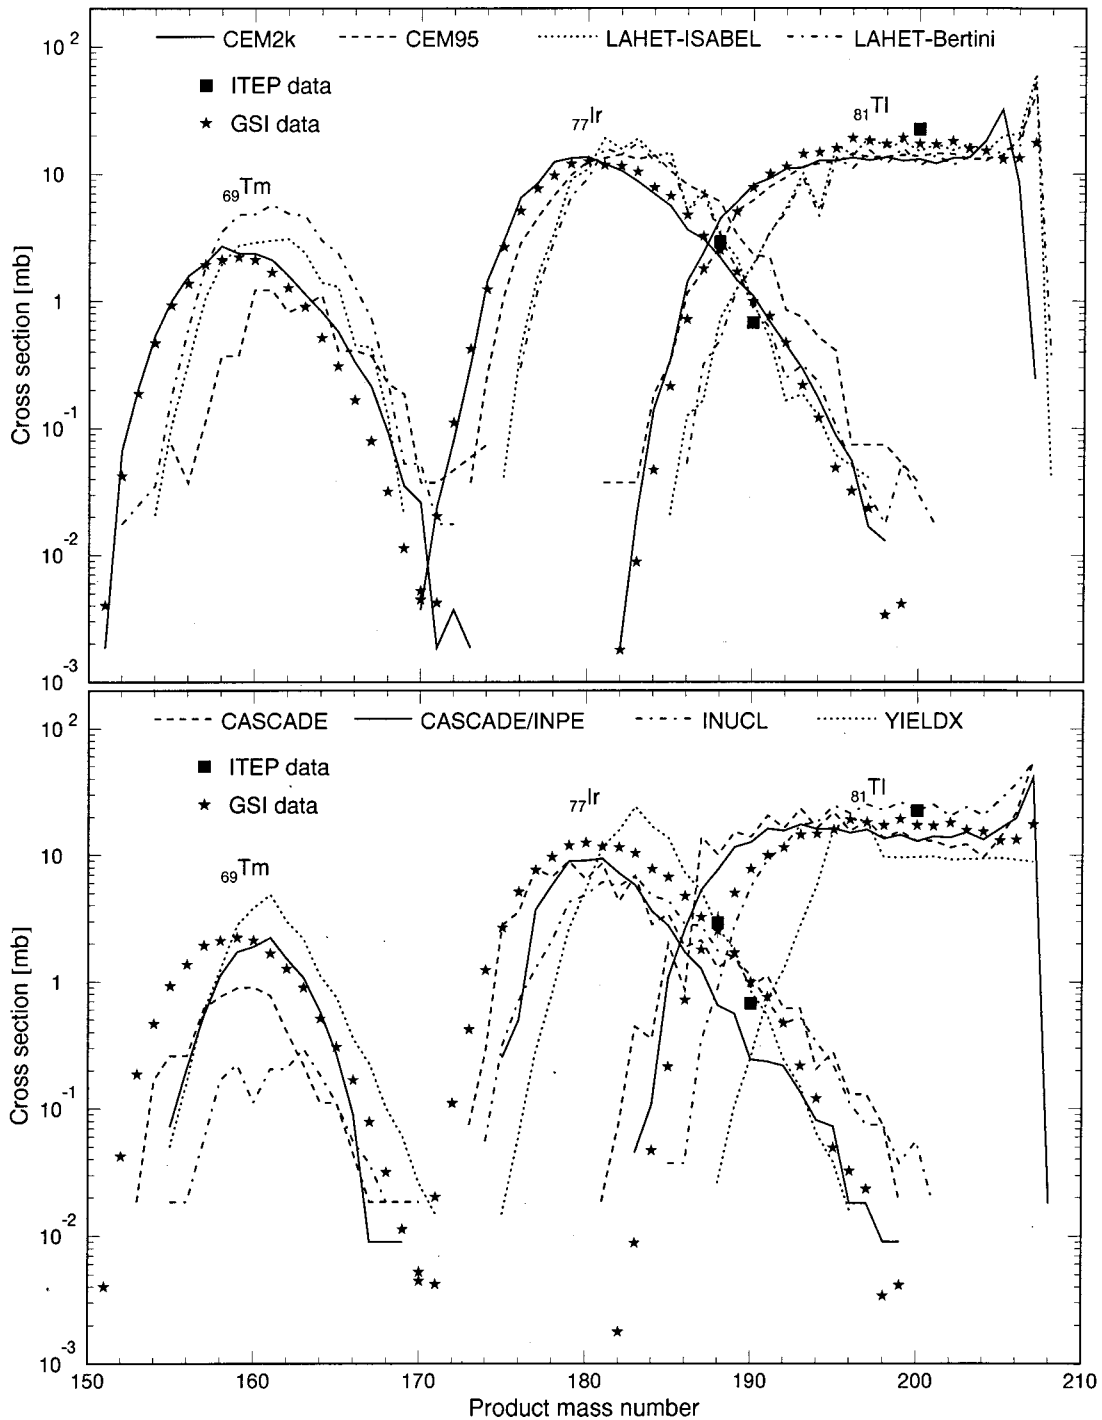 CEM2k CEM95 LAHET-ISABEL LAHET-Bertini
ITEP data
GSI data
10^2
10
1
10^-1
10^-2
10^-3
Cross section [mb]
69Tm
77Ir
81Tl
CASCADE CASCADE/INPE INUCL YIELDX
ITEP data
GSI data
10^2
10
1
10^-1
10^-2
10^-3
Cross section [mb]
69Tm
77Ir
81Tl
150 160 170 180 190 200 210
Product mass number